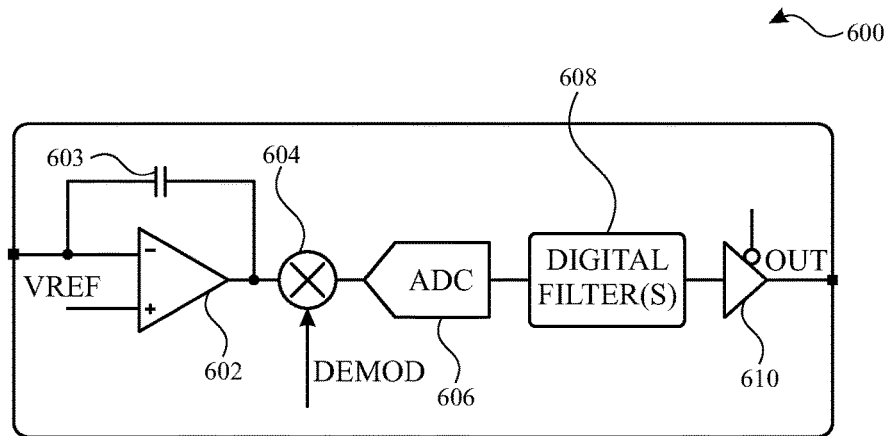 600
608
603
604
-
VREF
+
602
DEMOD
ADC
606
DIGITAL
FILTER(S)
OUT
610